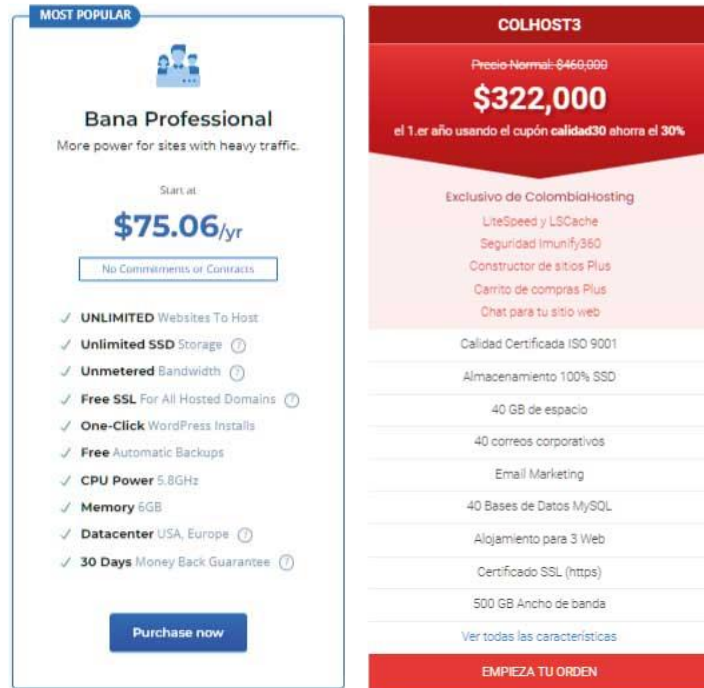 MOST POPULAR
Bana Professional
More power for sites with heavy traffic.
Start at
$75.06/yr
No Commitments or Contracts
UNLIMITED Websites To Host
Unlimited SSD Storage ?
Unmetered Bandwidth ?
Free SSL For All Hosted Domains ?
One-Click WordPress Installs
Free Automatic Backups
CPU Power 5.8GHz
Memory 6GB
Datacenter USA, Europe ?
30 Days Money Back Guarantee ?
Purchase now
COLHOST3
Precio Normal: $460,000
$322,000
el 1.er año usando el cupón calidad30 ahorra el 30%
Exclusivo de ColombiaHosting
LiteSpeed y LSCache
Seguridad Imunify360
Constructor de sitios Plus
Carrito de compras Plus
Chat para tu sitio web
Calidad Certificada ISO 9001
Almacenamiento 100% SSD
40 GB de espacio
40 correos corporativos
Email Marketing
40 Bases de Datos MySQL
Alojamiento para 3 Web
Certificado SSL (https)
500 GB Ancho de banda
Ver todas las características
EMPIEZA TU ORDEN